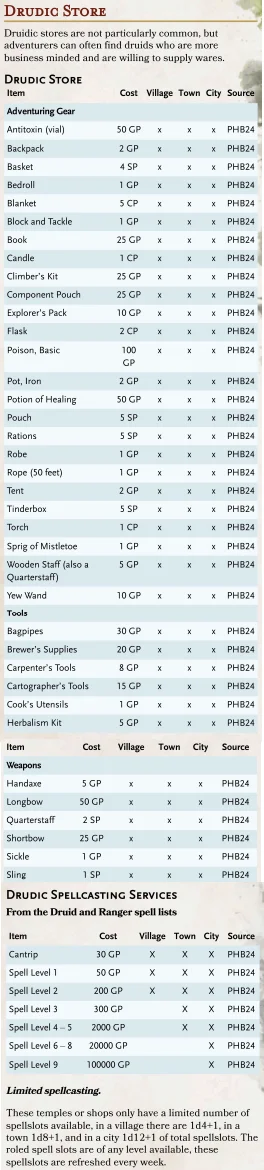 Drudic Store
Druidic stores are not particularly common, but
adventurers can often find druids who are more
business minded and are willing to supply wares.
Drudic Store
Item Cost Village Town City Source
Adventuring Gear
Antitoxin (vial) 50 GP x x x PHB24
Backpack 2 GP x x x PHB24
Basket 4 SP x x x PHB24
Bedroll 1 GP x x x PHB24
Blanket 5 CP x x x PHB24
Block and Tackle 1 GP x x x PHB24
Book 25 GP x x x PHB24
Candle 1 CP x x x PHB24
Climber's Kit 25 GP x x x PHB24
Component Pouch 25 GP x x x PHB24
Explorer's Pack 10 GP x x x PHB24
Flask 2 CP x x x PHB24
Poison, Basic 100 x x x PHB24
GP
Pot, Iron 2 GP x x x PHB24
Potion of Healing 50 GP x x x PHB24
Pouch 5 SP x x x PHB24
Rations 5 SP x x x PHB24
Robe 1 GP x x x PHB24
Rope (50 feet) 1 GP x x x PHB24
Tent 2 GP x x x PHB24
Tinderbox 5 SP x x x PHB24
Torch 1 CP x x x PHB24
Sprig of Mistletoe 1 GP x x x PHB24
Wooden Staff (also a 5 GP x x x PHB24
Quarterstaff)
Yew Wand 10 GP x x x PHB24
Tools
Bagpipes 30 GP x x x PHB24
Brewer's Supplies 20 GP x x x PHB24
Carpenter's Tools 8 GP x x x PHB24
Cartographer's Tools 15 GP x x x PHB24
Cook's Utensils 1 GP x x x PHB24
Herbalism Kit 5 GP x x x PHB24
Item Cost Village Town City Source
Weapons
Handaxe 5 GP x x x PHB24
Longbow 50 GP x x x PHB24
Quarterstaff 2 SP x x x PHB24
Shortbow 25 GP x x x PHB24
Sickle 1 GP x x x PHB24
Sling 1 SP x x x PHB24
Drudic Spellcasting Services
From the Druid and Ranger spell lists
Item Cost Village Town City Source
Cantrip 30 GP X X X PHB24
Spell Level 1 50 GP X X X PHB24
Spell Level 2 200 GP X X X PHB24
Spell Level 3 300 GP X X PHB24
Spell Level 4 – 5 2000 GP X X PHB24
Spell Level 6 – 8 20000 GP X PHB24
Spell Level 9 100000 GP X PHB24
Limited spellcasting.
These temples or shops only have a limited number of
spellslots available, in a village there are 1d4+1, in a
town 1d8+1, and in a city 1d12+1 of total spellslots. The
roled spell slots are of any level available, these
spellslots are refreshed every week.